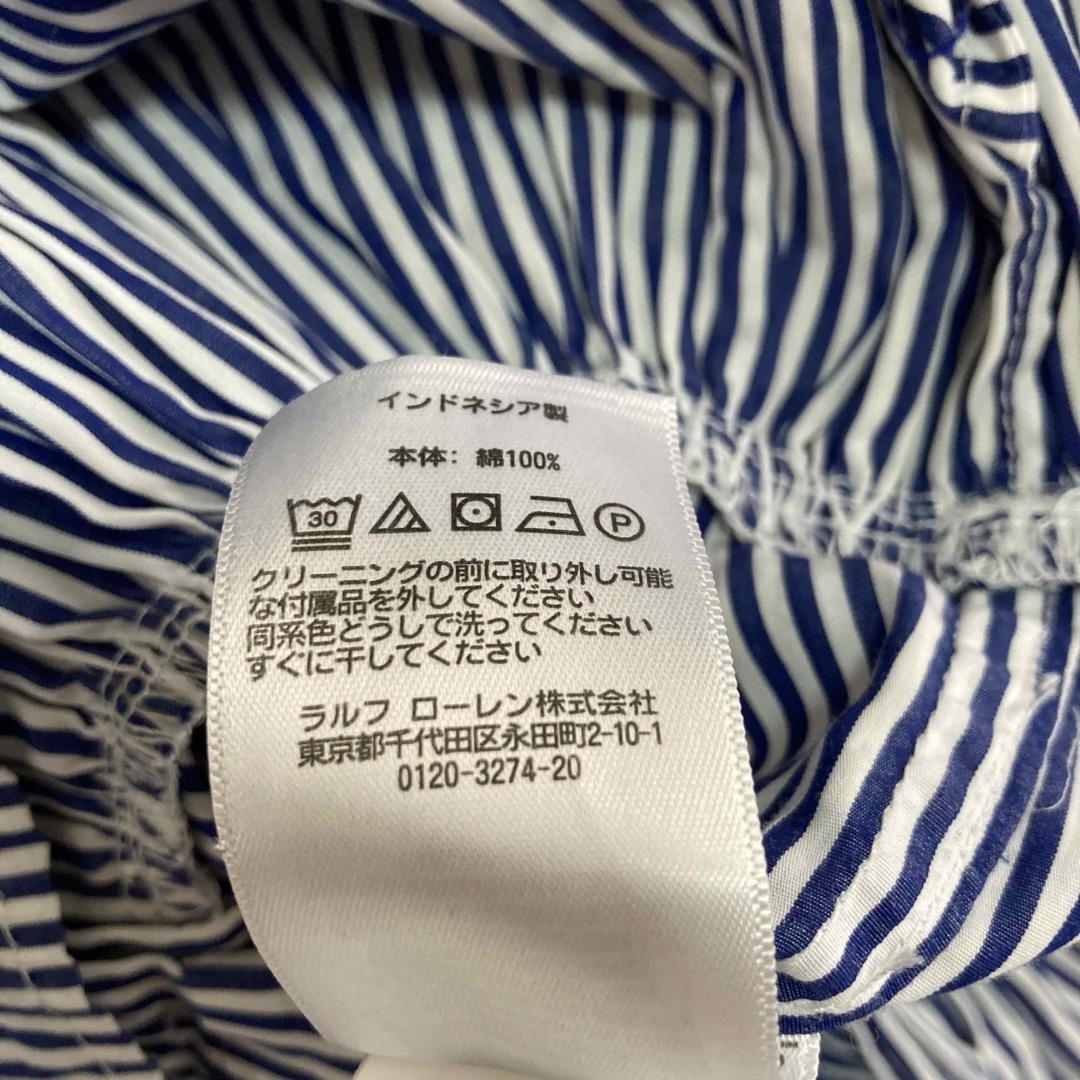 インドネシア製
本体: 綿100%
30 P
クリーニングの前に取り外し可能
な付属品を外してください
同系色どうしで洗ってください
すぐに干してください
ラルフ ローレン株式会社
東京都千代田区永田町2-10-1
0120-3274-20